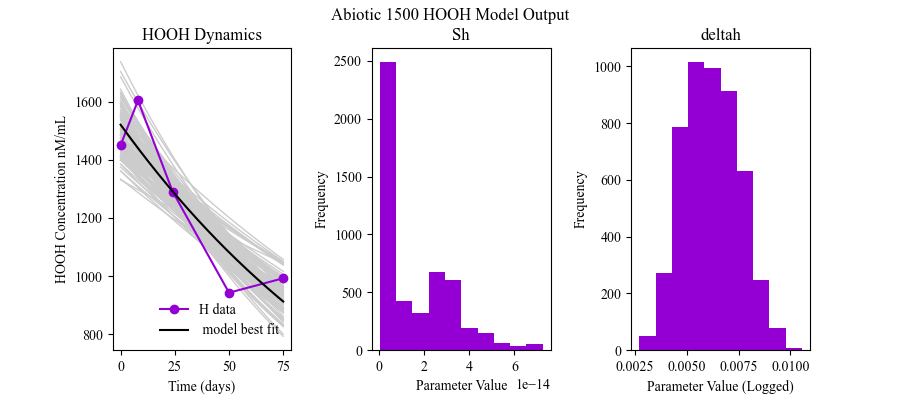 Abiotic 1500 HOOH Model Output
HOOH Dynamics
HOOH Concentration nM/mL
1600
1400
1200
1000
800
H data
model best fit
0 25 50 75
Time (days)
Sh
Frequency
2500
2000
1500
1000
500
0
0 2 4 6
1e−14
Parameter Value
deltah
Frequency
1000
800
600
400
200
0
0.0025 0.0050 0.0075 0.0100
Parameter Value (Logged)